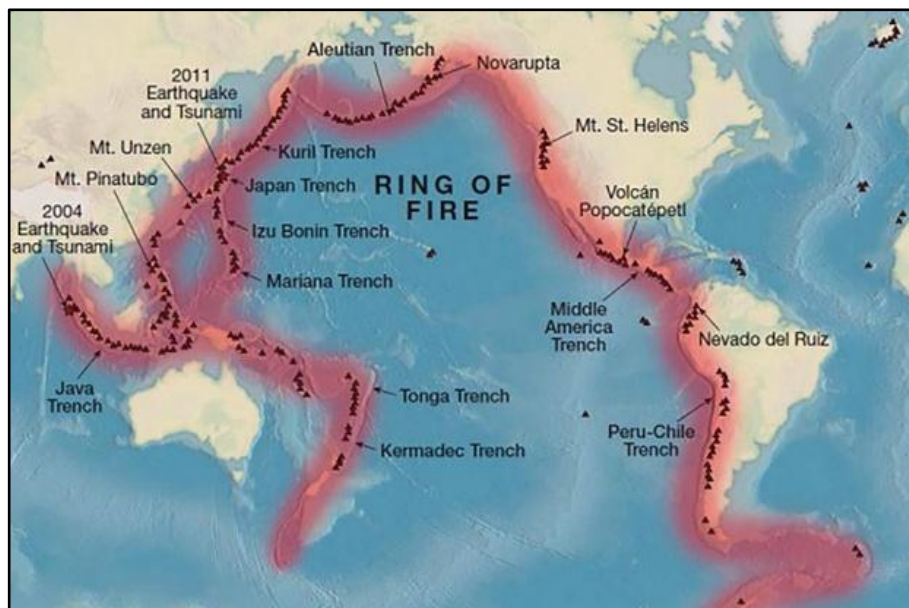 Aleutian Trench
Novarupta
2011
Earthquake
and Tsunami
Mt. St. Helens
Kuril Trench
Mt. Unzen
Japan Trench
RING OF
FIRE
Volcán
Popocatépetl
Mt. Pinatubo
2004
Earthquake
and Tsunami
Izu Bonin Trench
Mariana Trench
Middle
America
Trench
Nevado del Ruiz
Java
Trench
Tonga Trench
Peru-Chile
Trench
Kermadec Trench